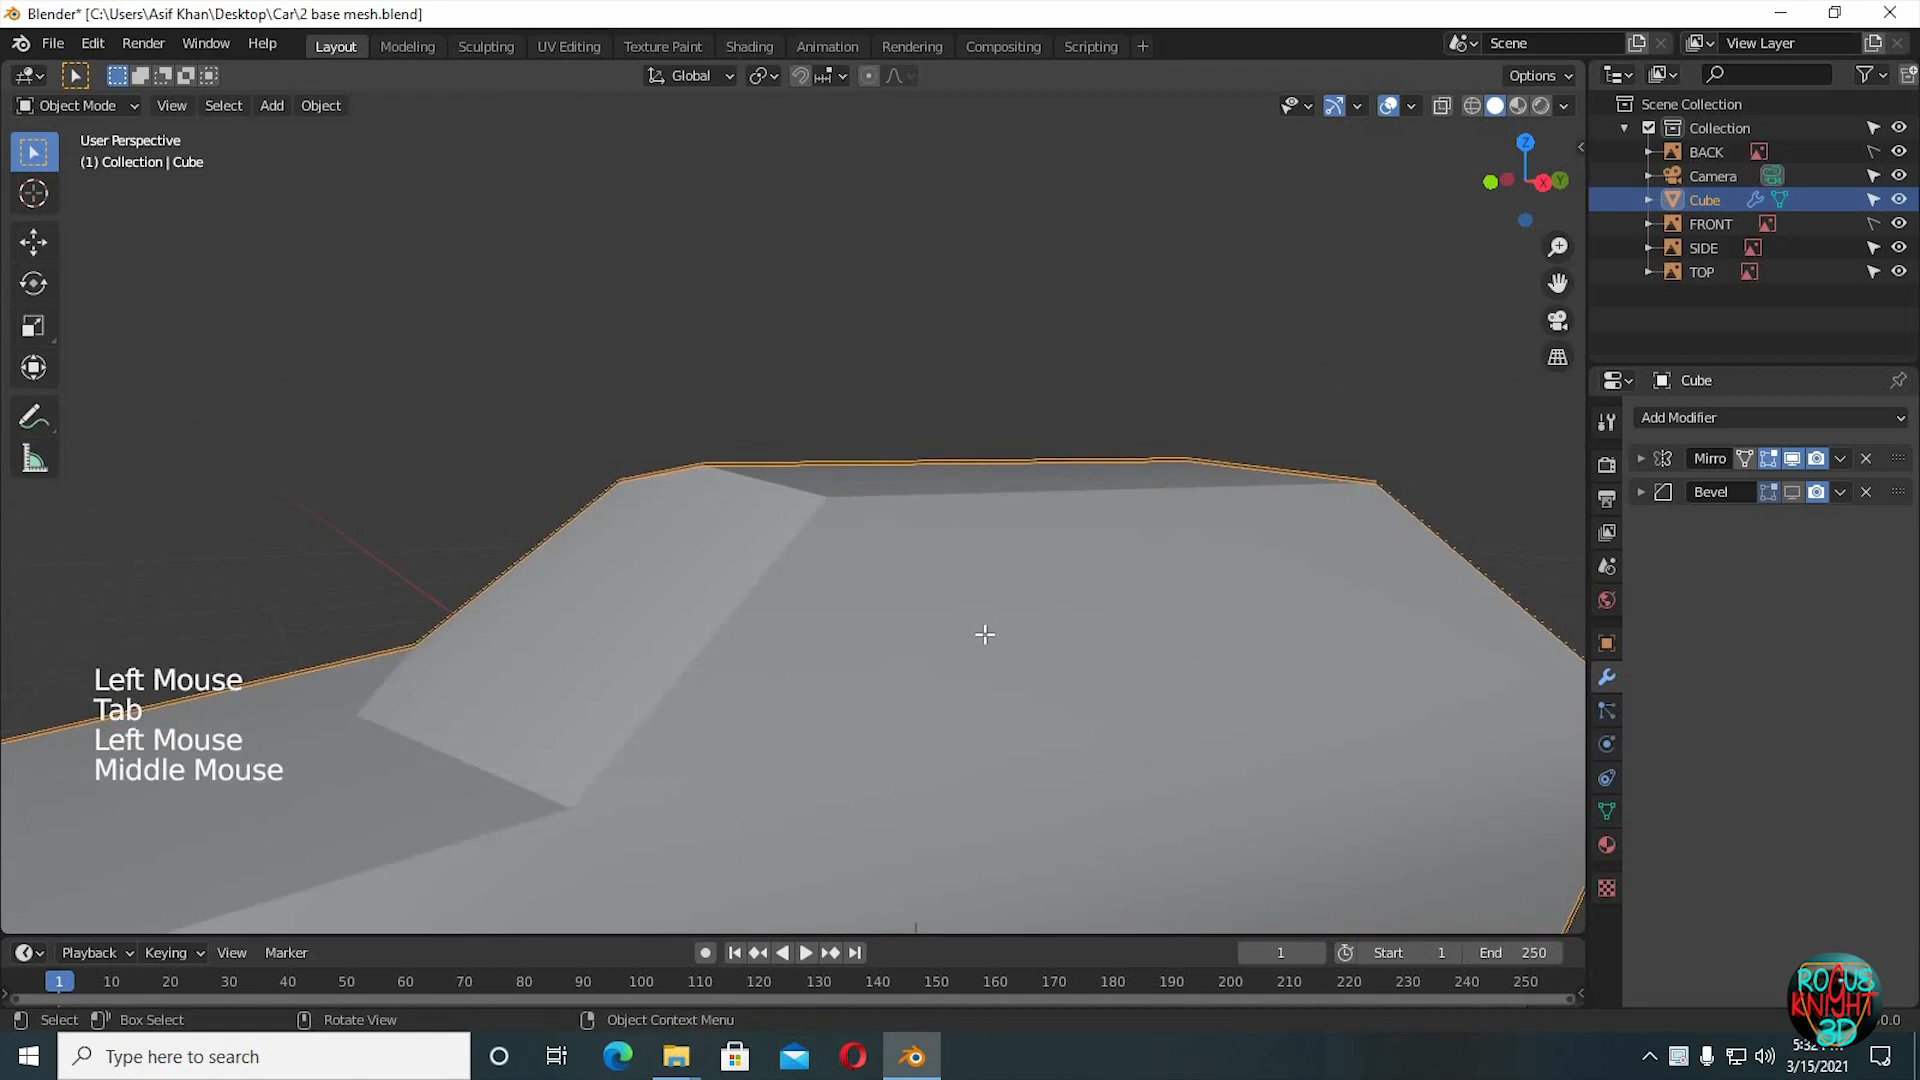 Blender* [C:\Users\Asif Khan\Desktop\Car\2 base mesh.blend]
File Edit Render Window Help
Layout Modeling Sculpting UV Editing Texture Paint Shading Animation Rendering Compositing Scripting +
Scene
View Layer
Global
Options
Object Mode View Select Add Object
User Perspective
(1) Collection | Cube
Z
X
Y
Scene Collection
Collection
BACK
Camera
Cube
FRONT
SIDE
TOP
Cube
Add Modifier
Mirro
Bevel
Left Mouse
Tab
Left Mouse
Middle Mouse
Playback Keying View Marker
1
Start 1
End 250
1 10 20 30 40 50 60 70 80 90 100 110 120 130 140 150 160 170 180 190 200 210 220 230 240 250
Select Box Select Rotate View Object Context Menu
ROGUE
KNIGHT
3D
Type here to search
3/15/2021